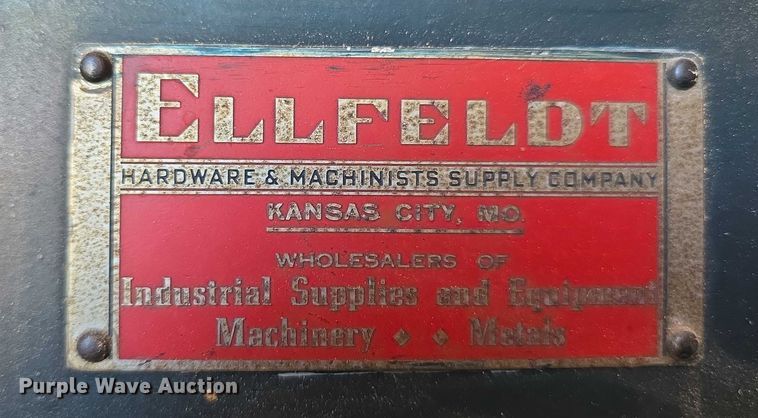 ELLFELDT
HARDWARE & MACHINISTS SUPPLY COMPANY
KANSAS CITY, MO.
WHOLESALERS OF
Industrial Supplies and Equipment
Machinery ⬥ ⬥ Metals
Purple Wave Auction